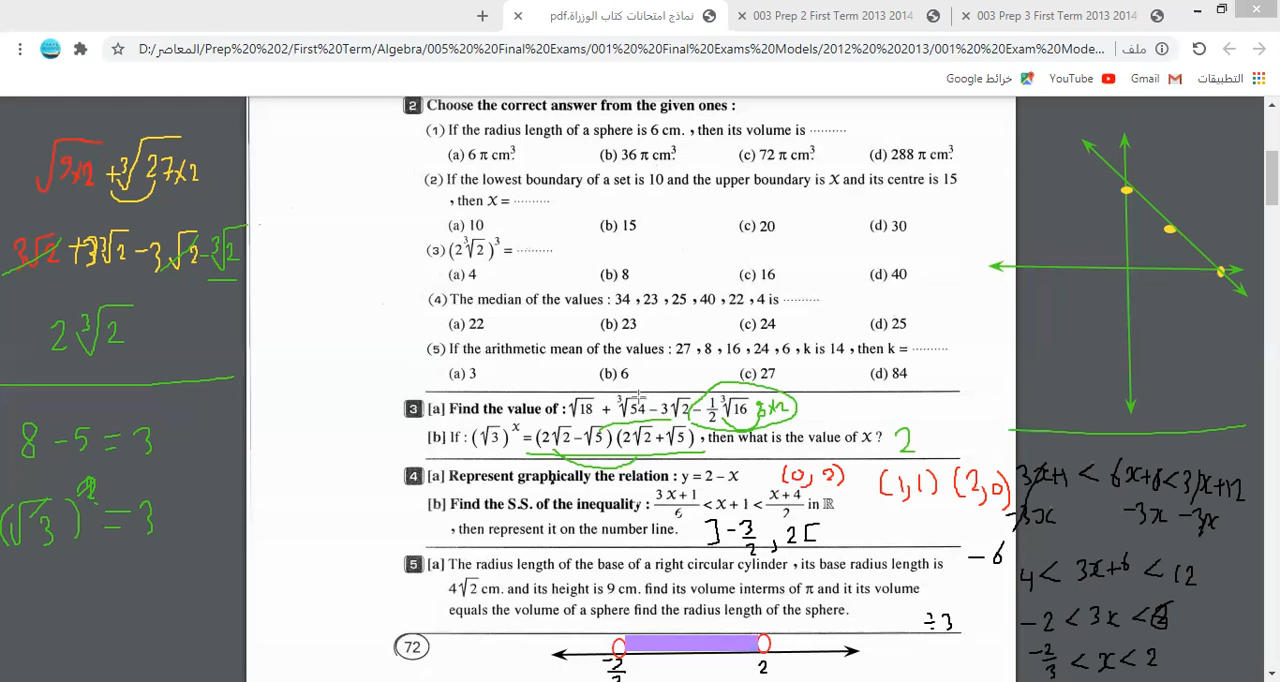 نماذج امتحانات كتاب الوزارة.pdf
003 Prep 2 First Term 2013 2014
003 Prep 3 First Term 2013 2014
D:/المعاصر/Prep%202/First%20Term/Algebra/005%20Final%20Exams/001%20Final%20Exam%20Models/2012%20%202013/001%20%20Exam%20Mode...
ملف
التطبيقات
Gmail
YouTube
خرائط Google
2 Choose the correct answer from the given ones :
(1) If the radius length of a sphere is 6 cm. , then its volume is ..........
(a) 6 π cm³. (b) 36 π cm³. (c) 72 π cm³. (d) 288 π cm³.
(2) If the lowest boundary of a set is 10 and the upper boundary is X and its centre is 15
, then X = ..........
(a) 10 (b) 15 (c) 20 (d) 30
(3) (2∛2)³ = ..........
(a) 4 (b) 8 (c) 16 (d) 40
(4) The median of the values : 34 , 23 , 25 , 40 , 22 , 4 is ..........
(a) 22 (b) 23 (c) 24 (d) 25
(5) If the arithmetic mean of the values : 27 , 8 , 16 , 24 , 6 , k is 14 , then k = ..........
(a) 3 (b) 6 (c) 27 (d) 84
3 [a] Find the value of : √18 + ∛54 − 3√2 − 1/2 ∛16
[b] If : (√3)^x = (2√2 − √5)(2√2 + √5) , then what is the value of X ? 2
4 [a] Represent graphically the relation : y = 2 − x
(1,1) (2,0)
[b] Find the S.S. of the inequality : (3X+1)/6 < X + 1 < (X+4)/2 in ℝ
, then represent it on the number line.
5 [a] The radius length of the base of a right circular cylinder , its base radius length is
4√2 cm. and its height is 9 cm. find its volume interms of π and it its volume
equals the volume of a sphere find the radius length of the sphere.
72
2
√9×2 + ∛27×2
3√2 + 3∛2 − 3√2 − ∛2
2∛2
8 − 5 = 3
(√3)² = 3
3x+1 < 6x+6 < 3x+12
−3x −3x −3x
−6
4 < 3x+6 < 12
÷3
−2/3 < x < 2